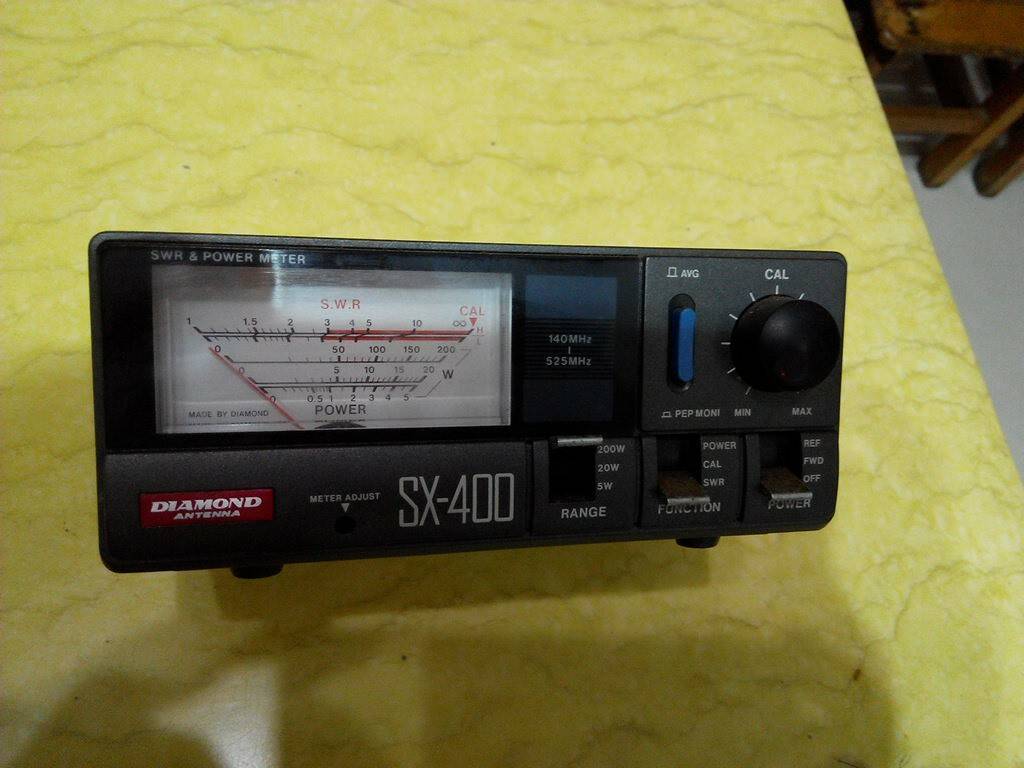 SWR & POWER METER
S.W.R
CAL
1 1.5 2 3 4 5 10 ∞ H
L
0 50 100 150 200
0 5 10 15 20 W
0 0.5 1 2 3 4 5
MADE BY DIAMOND POWER
140MHz
525MHz
AVG
CAL
PEP MONI
MIN MAX
DIAMOND
ANTENNA
METER ADJUST
SX-400
200W
20W
5W
RANGE
POWER
CAL
SWR
FUNCTION
REF
FWD
OFF
POWER